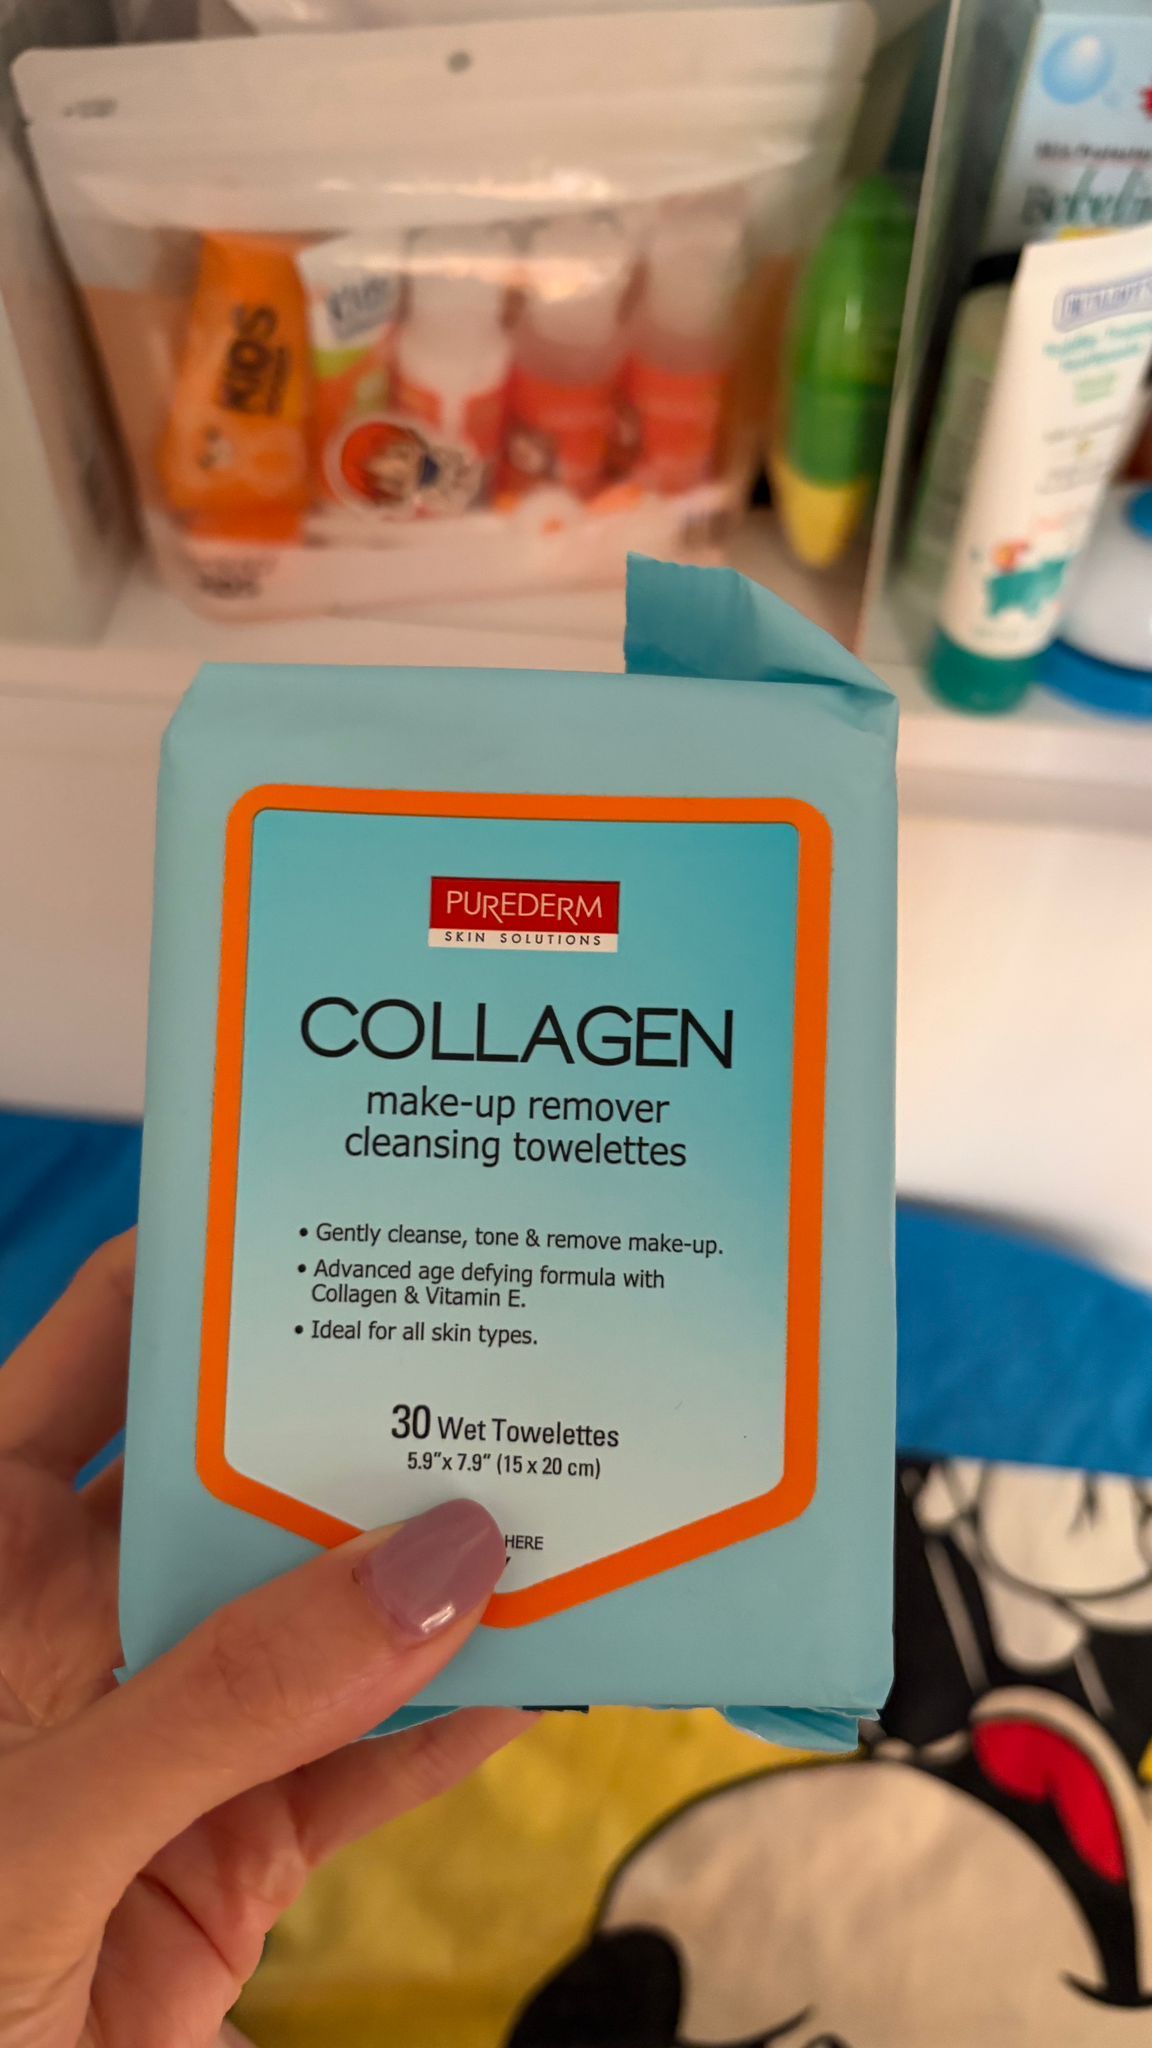 KIDS
PUREDERM
SKIN SOLUTIONS
COLLAGEN
make-up remover
cleansing towelettes
• Gently cleanse, tone & remove make-up.
• Advanced age defying formula with
Collagen & Vitamin E.
• Ideal for all skin types.
30 Wet Towelettes
5.9"x 7.9" (15 x 20 cm)
HERE